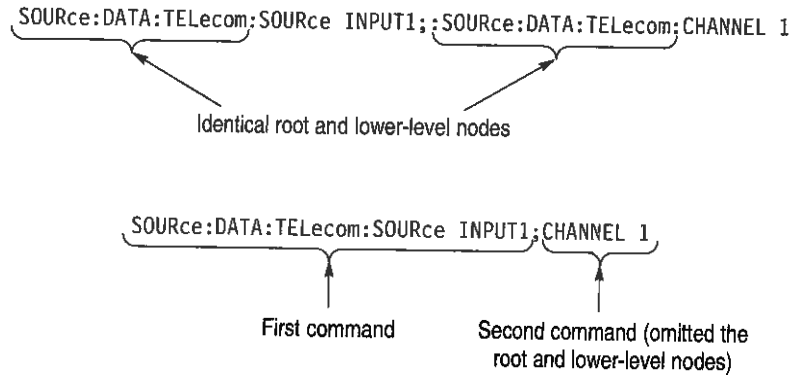 SOURce:DATA:TELecom:SOURce INPUT1;:SOURce:DATA:TELecom:CHANNEL 1
Identical root and lower-level nodes
SOURce:DATA:TELecom:SOURce INPUT1;CHANNEL 1
First command
Second command (omitted the
root and lower-level nodes)